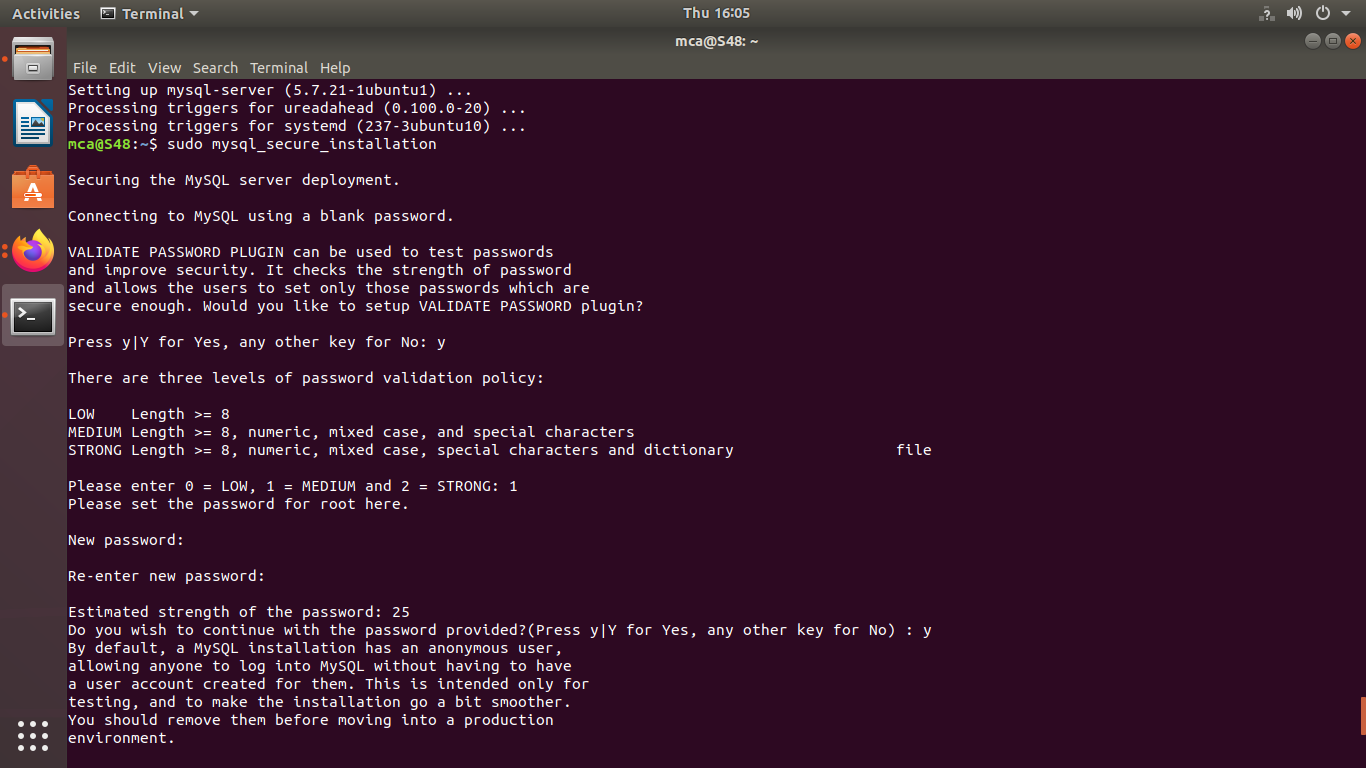 Activities Terminal Thu 16:05
mca@S48: ~
File Edit View Search Terminal Help
Setting up mysql-server (5.7.21-1ubuntu1) ...
Processing triggers for ureadahead (0.100.0-20) ...
Processing triggers for systemd (237-3ubuntu10) ...
mca@S48:~$ sudo mysql_secure_installation
Securing the MySQL server deployment.
Connecting to MySQL using a blank password.
VALIDATE PASSWORD PLUGIN can be used to test passwords
and improve security. It checks the strength of password
and allows the users to set only those passwords which are
secure enough. Would you like to setup VALIDATE PASSWORD plugin?
Press y|Y for Yes, any other key for No: y
There are three levels of password validation policy:
LOW    Length >= 8
MEDIUM Length >= 8, numeric, mixed case, and special characters
STRONG Length >= 8, numeric, mixed case, special characters and dictionary                  file
Please enter 0 = LOW, 1 = MEDIUM and 2 = STRONG: 1
Please set the password for root here.
New password:
Re-enter new password:
Estimated strength of the password: 25
Do you wish to continue with the password provided?(Press y|Y for Yes, any other key for No) : y
By default, a MySQL installation has an anonymous user,
allowing anyone to log into MySQL without having to have
a user account created for them. This is intended only for
testing, and to make the installation go a bit smoother.
You should remove them before moving into a production
environment.